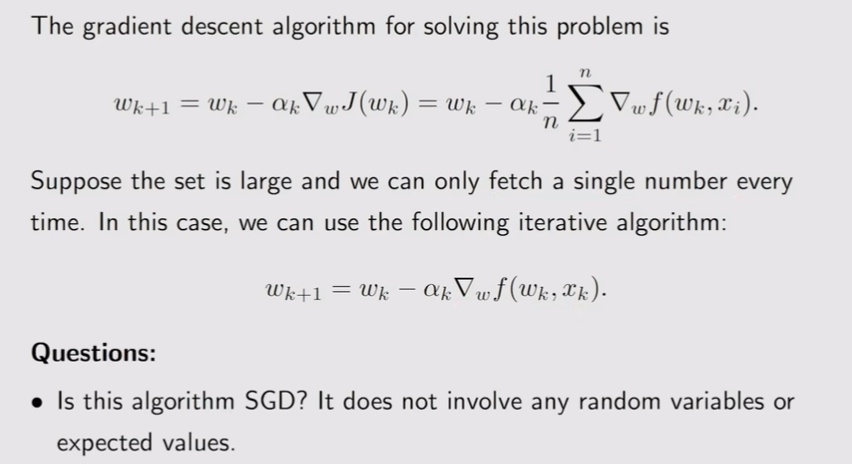 The gradient descent algorithm for solving this problem is
$w_{k+1} = w_k - \alpha_k \nabla_w J(w_k) = w_k - \alpha_k \frac{1}{n} \sum_{i=1}^{n} \nabla_w f(w_k, x_i).$
Suppose the set is large and we can only fetch a single number every
time. In this case, we can use the following iterative algorithm:
$w_{k+1} = w_k - \alpha_k \nabla_w f(w_k, x_k).$
Questions:
• Is this algorithm SGD? It does not involve any random variables or
expected values.